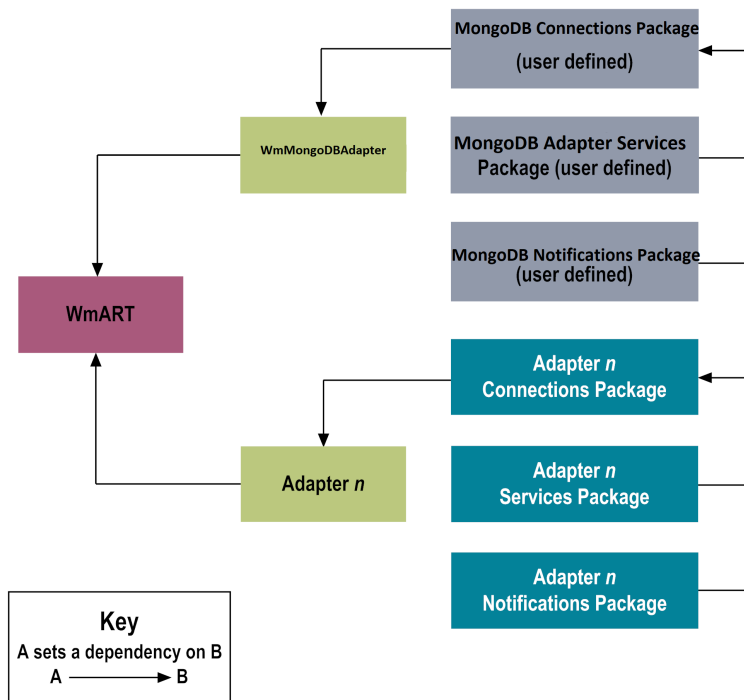 MongoDB Connections Package
(user defined)
WmMongoDBAdapter
MongoDB Adapter Services
Package (user defined)
MongoDB Notifications Package
(user defined)
WmART
Adapter n
Connections Package
Adapter n
Adapter n
Services Package
Adapter n
Notifications Package
Key
A sets a dependency on B
A B